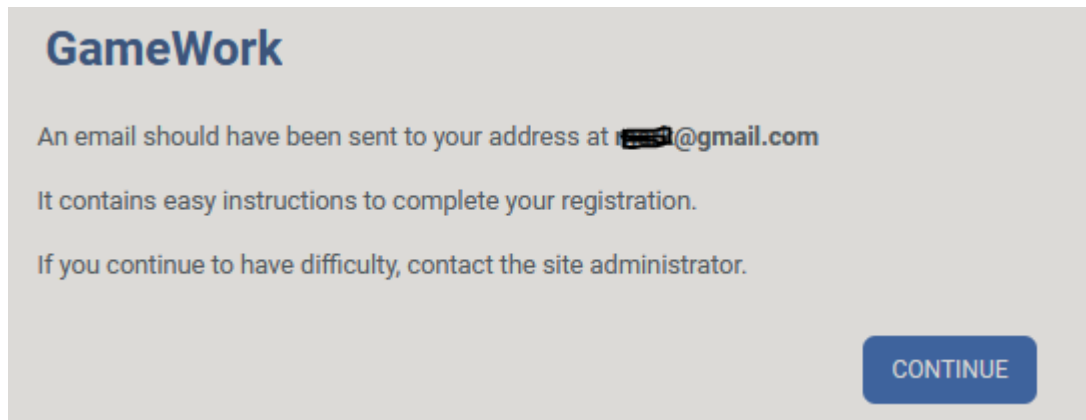 GameWork
An email should have been sent to your address at @gmail.com
It contains easy instructions to complete your registration.
If you continue to have difficulty, contact the site administrator.
CONTINUE